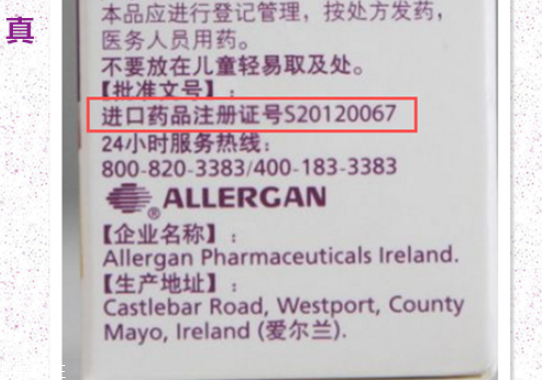 真
本品应进行登记管理，按处方发药，
医务人员用药。
不要放在儿童轻易取及处。
【批准文号】：
进口药品注册证号S20120067
24小时服务热线：
800-820-3383/400-183-3383
® ALLERGAN
【企业名称】：
Allergan Pharmaceuticals Ireland.
【生产地址】：
Castlebar Road, Westport, County
Mayo, Ireland (爱尔兰).